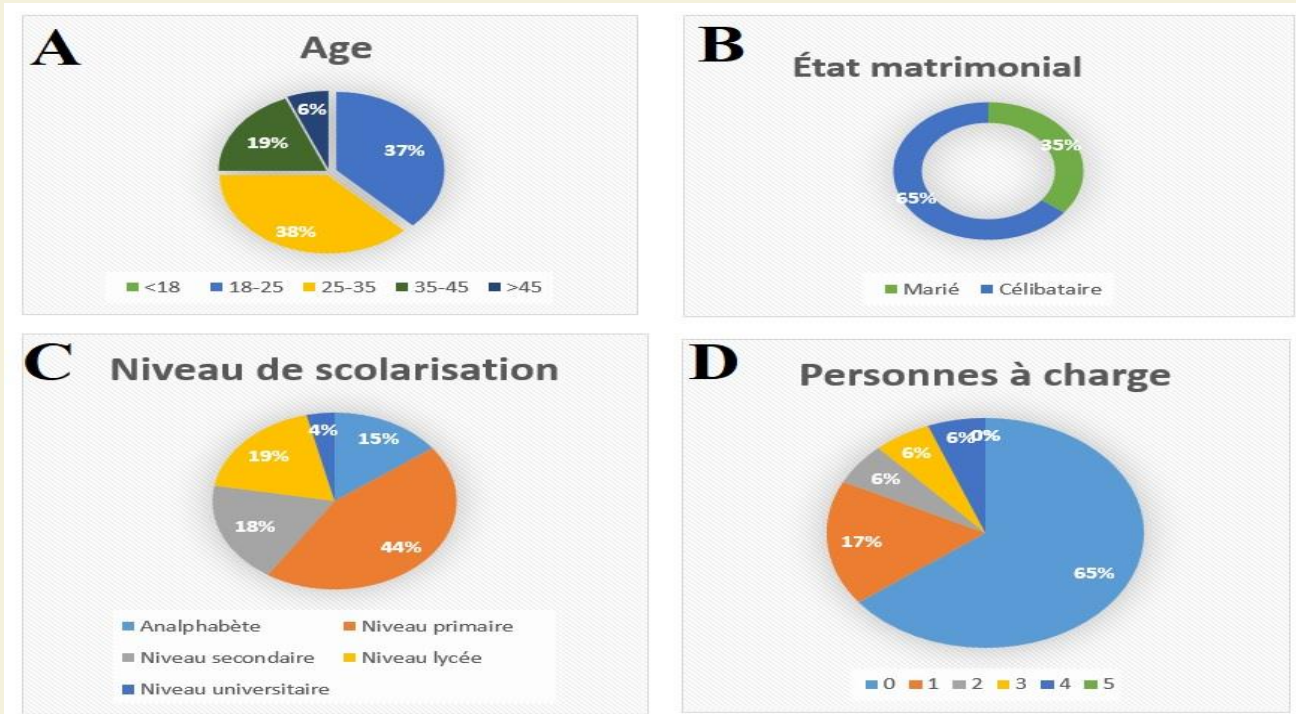 A
Age
6%
37%
19%
38%
<18 18-25 25-35 35-45 >45
B
État matrimonial
35%
65%
Marié Célibataire
C
Niveau de scolarisation
4%
15%
19%
18%
44%
Analphabète Niveau primaire
Niveau secondaire Niveau lycée
Niveau universitaire
D
Personnes à charge
6% 0%
6%
6%
17%
65%
0 1 2 3 4 5